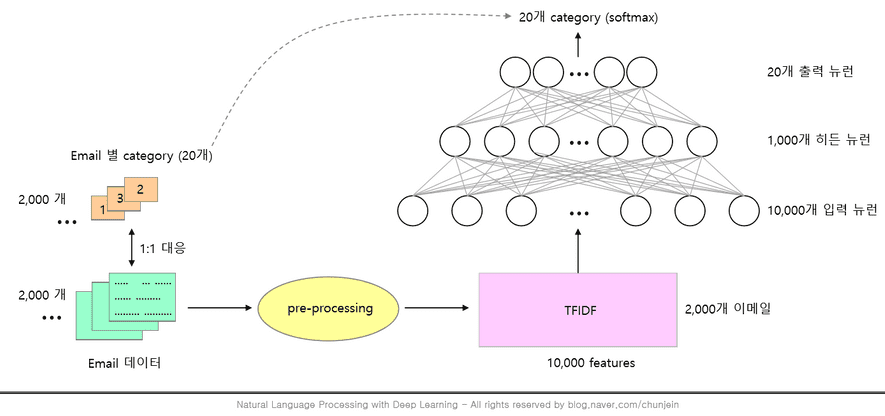 20개 category (softmax)
20개 출력 뉴런
1,000개 히든 뉴런
Email 별 category (20개)
2,000 개
1
3
2
10,000개 입력 뉴런
1:1 대응
2,000 개
pre-processing
TFIDF
2,000개 이메일
Email 데이터
10,000 features
Natural Language Processing with Deep Learning - All rights reserved by blog.naver.com/chunjein